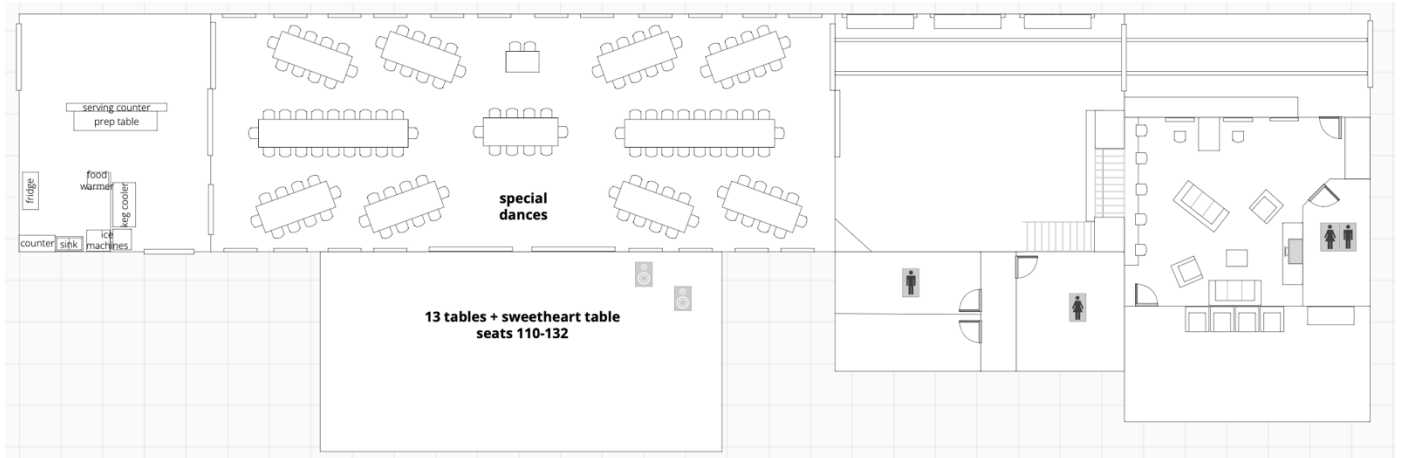 serving counter
prep table
food
warmer
fridge
keg cooler
ice
machines
counter
sink
special
dances
13 tables + sweetheart table
seats 110-132